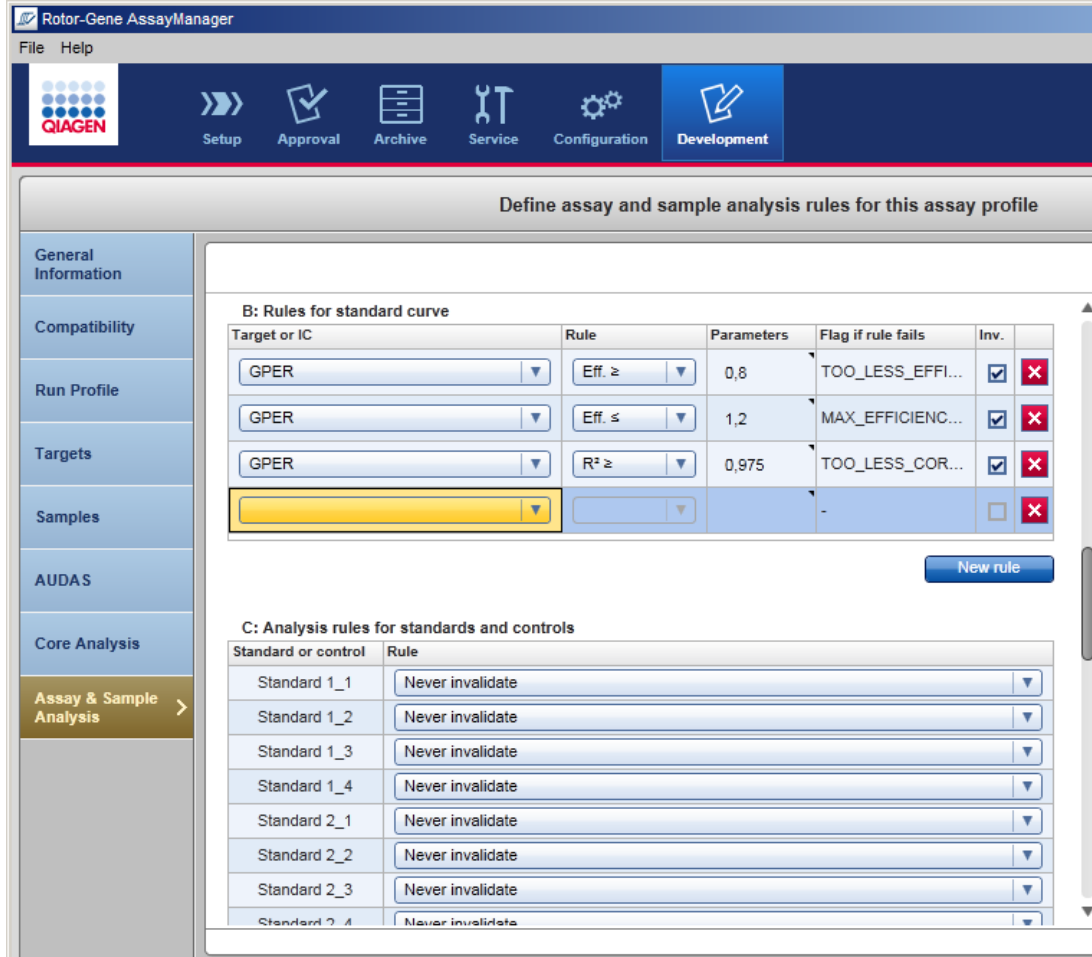 Rotor-Gene AssayManager
File Help
QIAGEN
Setup Approval Archive Service Configuration Development
Define assay and sample analysis rules for this assay profile
General
Information
Compatibility
Run Profile
Targets
Samples
AUDAS
Core Analysis
Assay & Sample
Analysis
B: Rules for standard curve
Target or IC Rule Parameters Flag if rule fails Inv.
GPER Eff. ≥ 0,8 TOO_LESS_EFFI...
GPER Eff. ≤ 1,2 MAX_EFFICIENC...
GPER R² ≥ 0,975 TOO_LESS_COR...
-
New rule
C: Analysis rules for standards and controls
Standard or control Rule
Standard 1_1 Never invalidate
Standard 1_2 Never invalidate
Standard 1_3 Never invalidate
Standard 1_4 Never invalidate
Standard 2_1 Never invalidate
Standard 2_2 Never invalidate
Standard 2_3 Never invalidate
Standard 2_4 Never invalidate